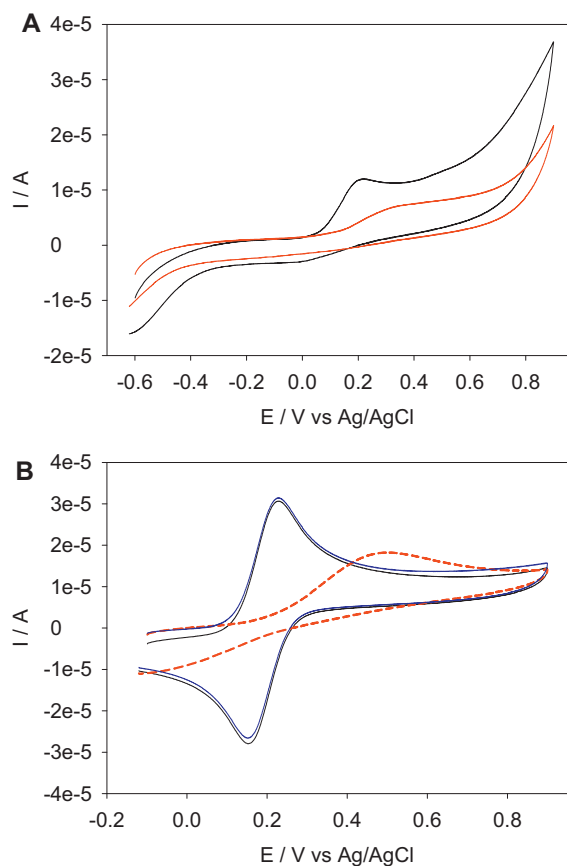 A
4e-5
3e-5
2e-5
1e-5
0
-1e-5
-2e-5
I / A
-0.6 -0.4 -0.2 0.0 0.2 0.4 0.6 0.8
E / V vs Ag/AgCl
B
4e-5
3e-5
2e-5
1e-5
0
-1e-5
-2e-5
-3e-5
-4e-5
I / A
-0.2 0.0 0.2 0.4 0.6 0.8
E / V vs Ag/AgCl